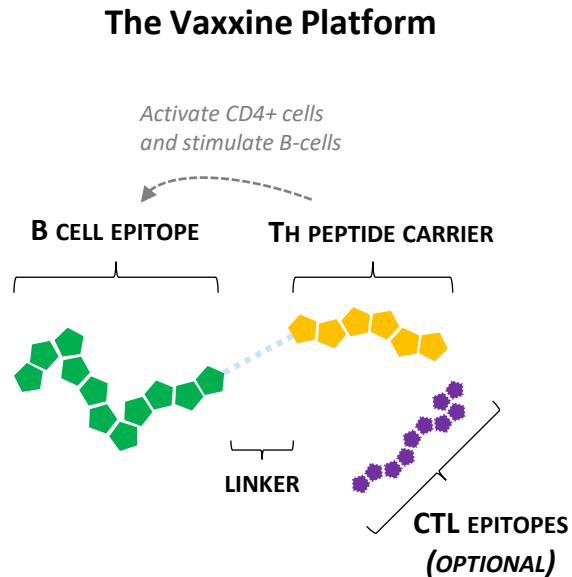 The Vaxxine Platform
Activate CD4+ cells
and stimulate B-cells
B CELL EPITOPE
TH PEPTIDE CARRIER
LINKER
CTL EPITOPES
(OPTIONAL)